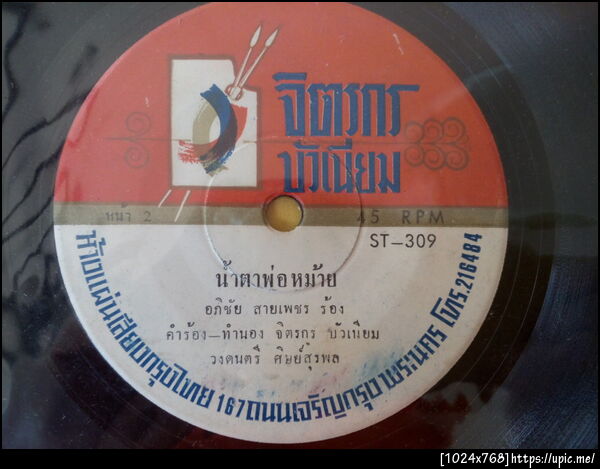 จิตรกร
บัวเนียม
หน้า 2
45 RPM
ST-309
น้ำตาพ่อหม้าย
อภิชัย สายเพชร ร้อง
คำร้อง-ทำนอง จิตรกร บัวเนียม
วงดนตรี ศิษย์สุรพล
ห้างแผ่นเสียงกรุงไทย 167 ถนนเจริญกรุง พระนคร โทร.216484
[1024x768]https://upic.me/